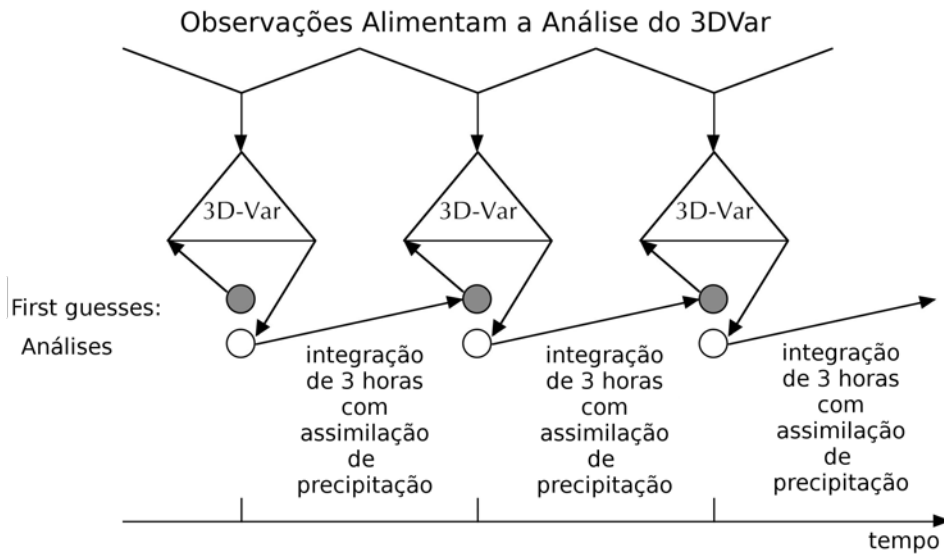 Observações Alimentam a Análise do 3DVar
3D-Var
3D-Var
3D-Var
First guesses:
Análises
integração
de 3 horas
com
assimilação
de
precipitação
integração
de 3 horas
com
assimilação
de
precipitação
integração
de 3 horas
com
assimilação
de
precipitação
tempo